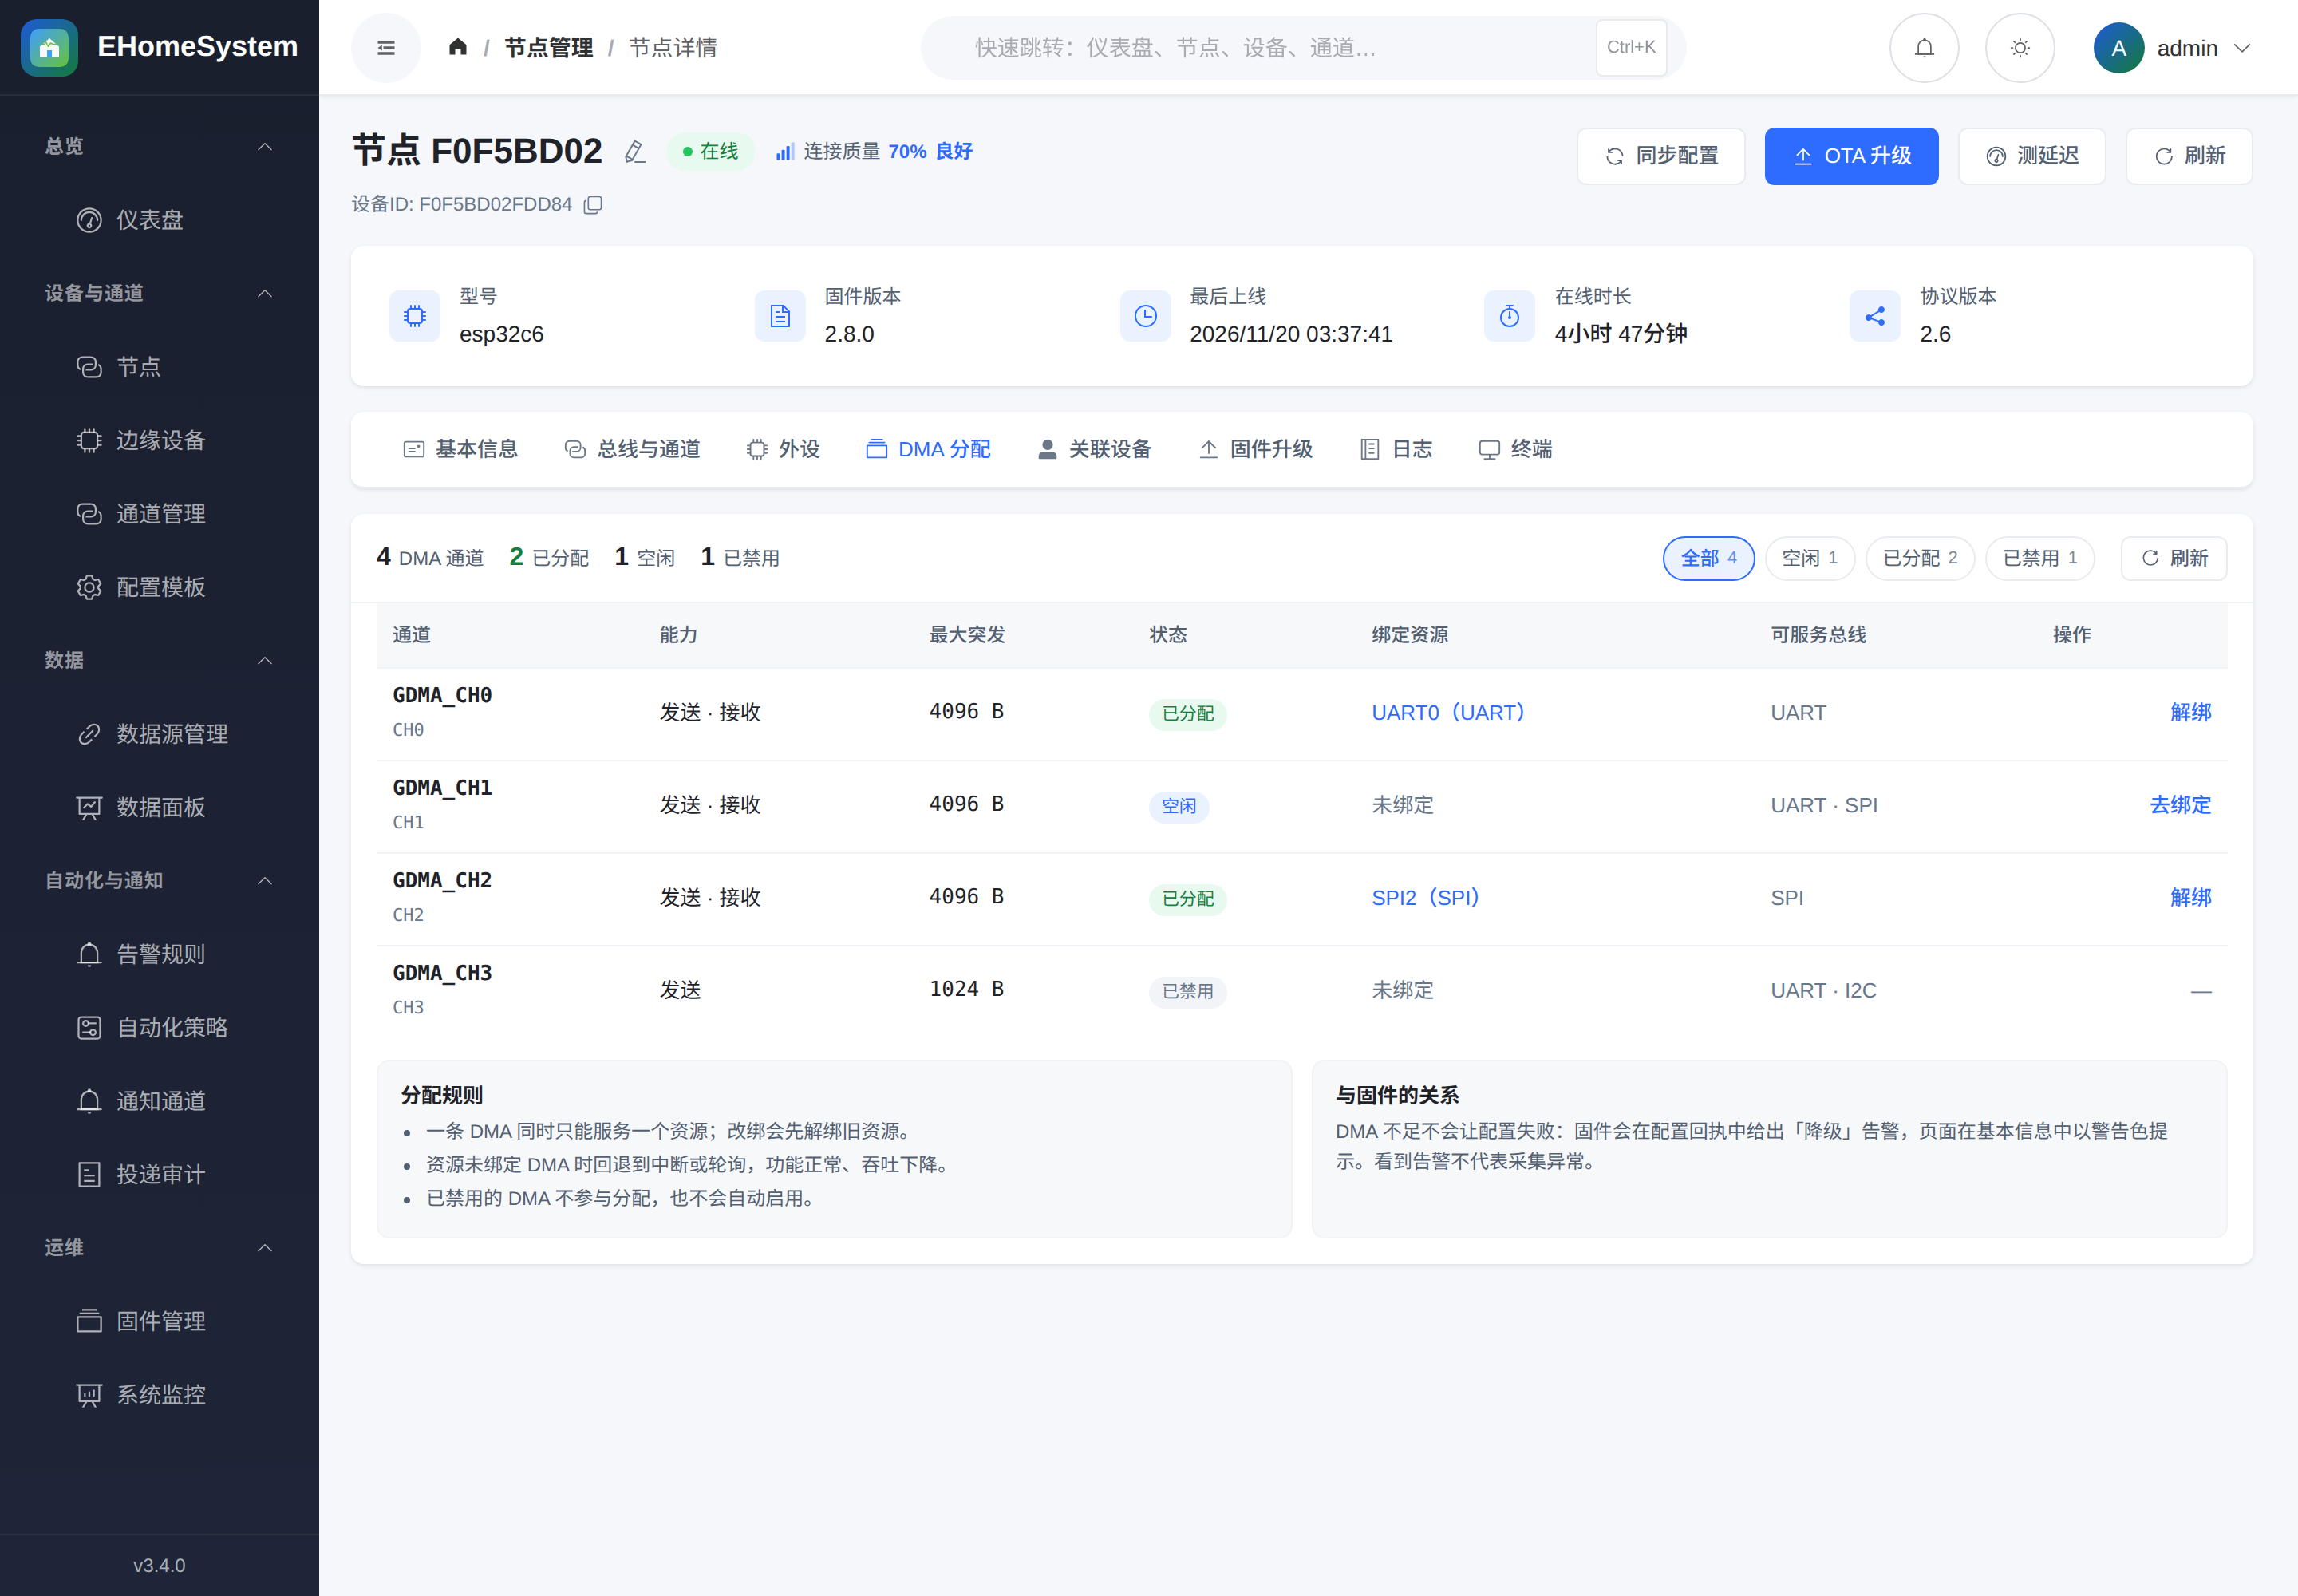 EHomeSystem
总览
仪表盘
设备与通道
节点
边缘设备
通道管理
配置模板
数据
数据源管理
数据面板
自动化与通知
告警规则
自动化策略
通知通道
投递审计
运维
固件管理
系统监控
v3.4.0
/ 节点管理 / 节点详情
快速跳转：仪表盘、节点、设备、通道… Ctrl+K
A admin
节点 F0F5BD02 在线 连接质量 70% 良好
设备ID: F0F5BD02FDD84
同步配置 OTA 升级 测延迟 刷新
型号
esp32c6
固件版本
2.8.0
最后上线
2026/11/20 03:37:41
在线时长
4小时 47分钟
协议版本
2.6
基本信息 总线与通道 外设 DMA 分配 关联设备 固件升级 日志 终端
4 DMA 通道 2 已分配 1 空闲 1 已禁用
全部 4 空闲 1 已分配 2 已禁用 1 刷新
通道 能力 最大突发 状态 绑定资源 可服务总线 操作
GDMA_CH0
CH0
发送 · 接收 4096 B 已分配 UART0（UART） UART 解绑
GDMA_CH1
CH1
发送 · 接收 4096 B 空闲 未绑定 UART · SPI 去绑定
GDMA_CH2
CH2
发送 · 接收 4096 B 已分配 SPI2（SPI） SPI 解绑
GDMA_CH3
CH3
发送 1024 B 已禁用 未绑定 UART · I2C —
分配规则
• 一条 DMA 同时只能服务一个资源；改绑会先解绑旧资源。
• 资源未绑定 DMA 时回退到中断或轮询，功能正常、吞吐下降。
• 已禁用的 DMA 不参与分配，也不会自动启用。
与固件的关系
DMA 不足不会让配置失败：固件会在配置回执中给出「降级」告警，页面在基本信息中以警告色提
示。看到告警不代表采集异常。